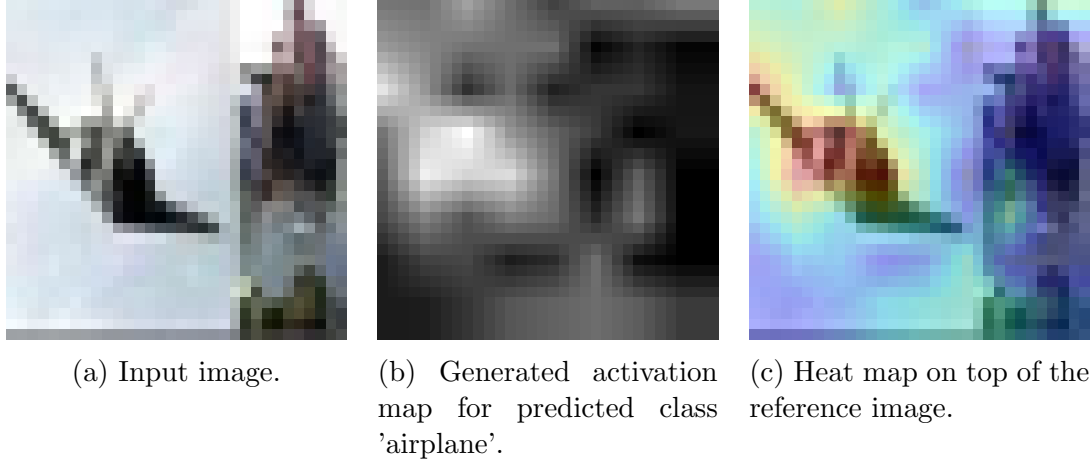 (a) Input image.
(b) Generated activation
map for predicted class
’airplane’.
(c) Heat map on top of the
reference image.